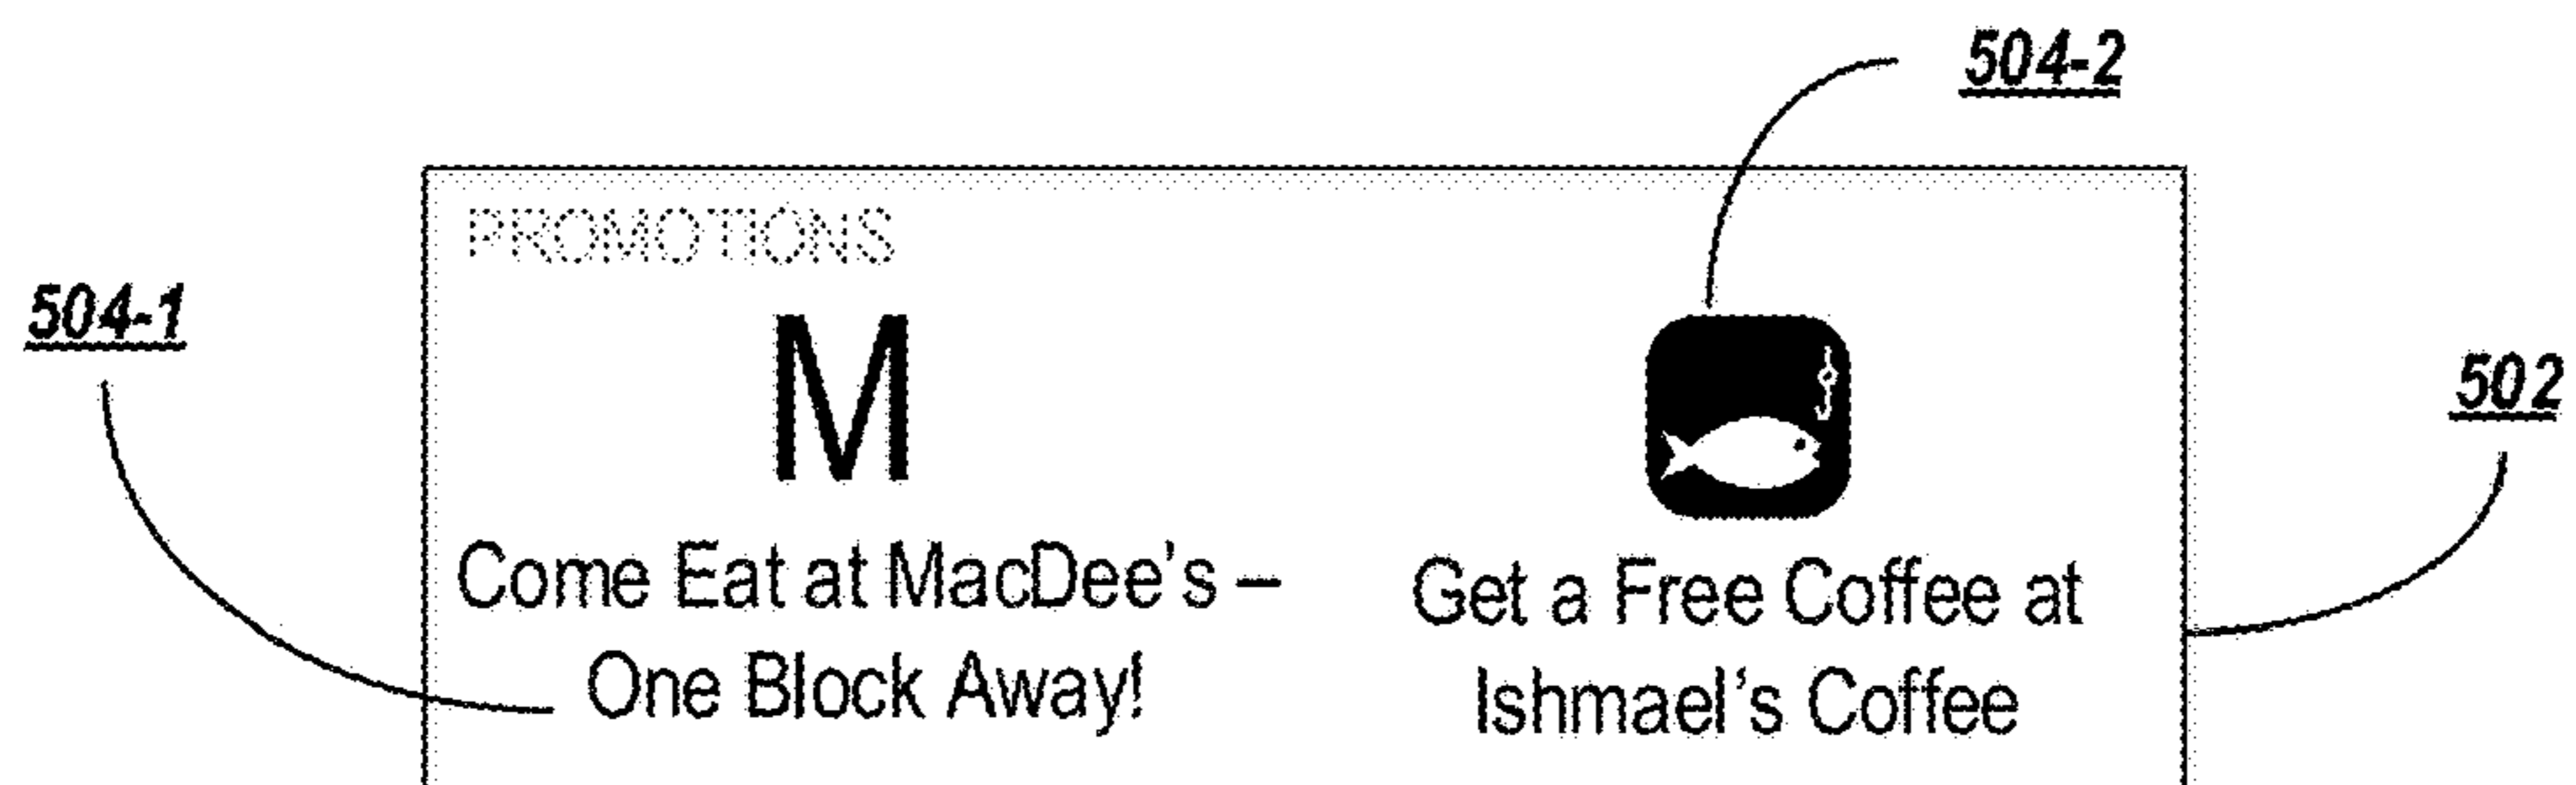 504-2
PROMOTIONS
504-1
M
502
Come Eat at MacDee's –
One Block Away!
Get a Free Coffee at
Ishmael's Coffee